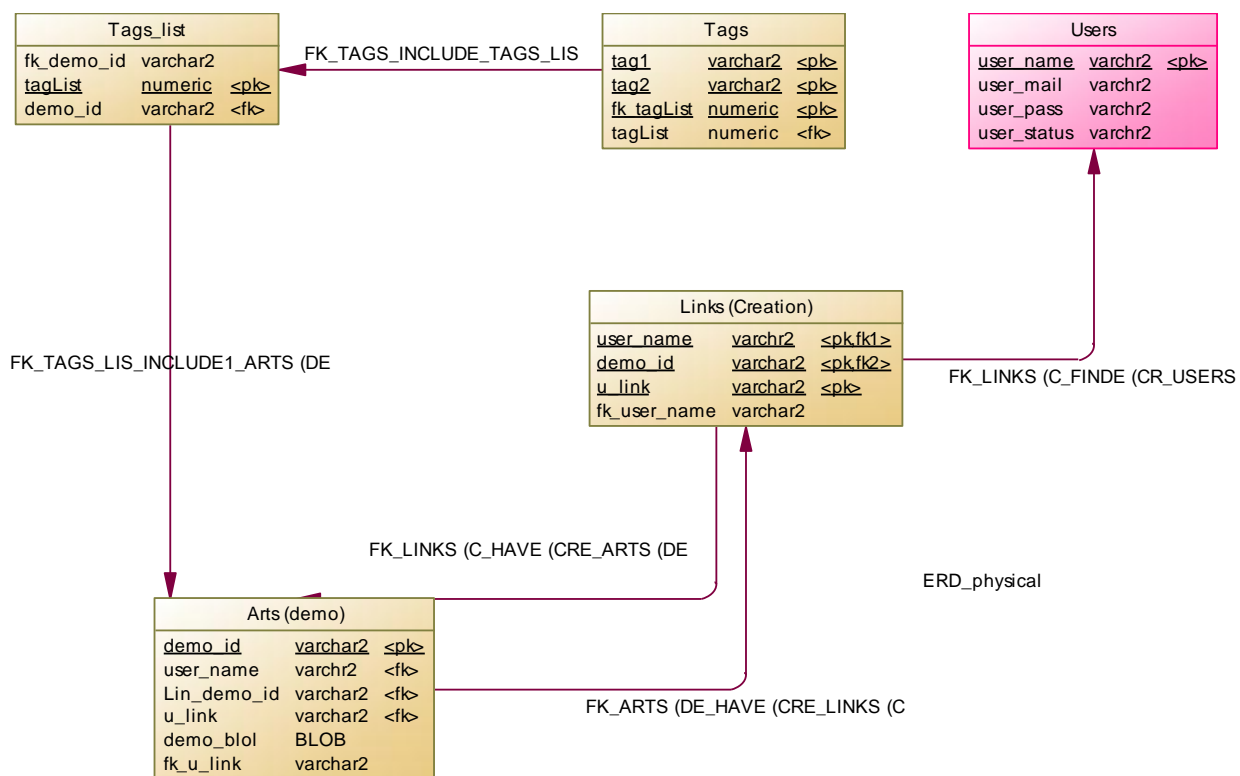 Tags_list
fk_demo_id varchar2
tagList numeric <pk>
demo_id varchar2 <fk>
FK_TAGS_INCLUDE_TAGS_LIS
Tags
tag1 varchar2 <pk>
tag2 varchar2 <pk>
fk_tagList numeric <pk>
tagList numeric <fk>
Users
user_name varchr2 <pk>
user_mail varchr2
user_pass varchr2
user_status varchr2
Links (Creation)
user_name varchr2 <pk,fk1>
demo_id varchar2 <pk,fk2>
u_link varchar2 <pk>
fk_user_name varchar2
FK_TAGS_LIS_INCLUDE1_ARTS (DE
FK_LINKS (C_FINDE (CR_USERS
FK_LINKS (C_HAVE (CRE_ARTS (DE
ERD_physical
Arts (demo)
demo_id varchar2 <pk>
user_name varchr2 <fk>
Lin_demo_id varchar2 <fk>
u_link varchar2 <fk>
demo_blol BLOB
fk_u_link varchar2
FK_ARTS (DE_HAVE (CRE_LINKS (C